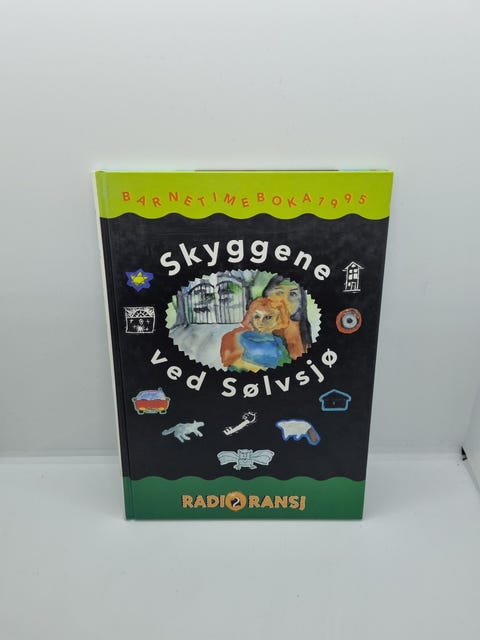 BARNETIMEBOKA 1995
Skyggene
ved Sølvsjø
RADIORANSJ